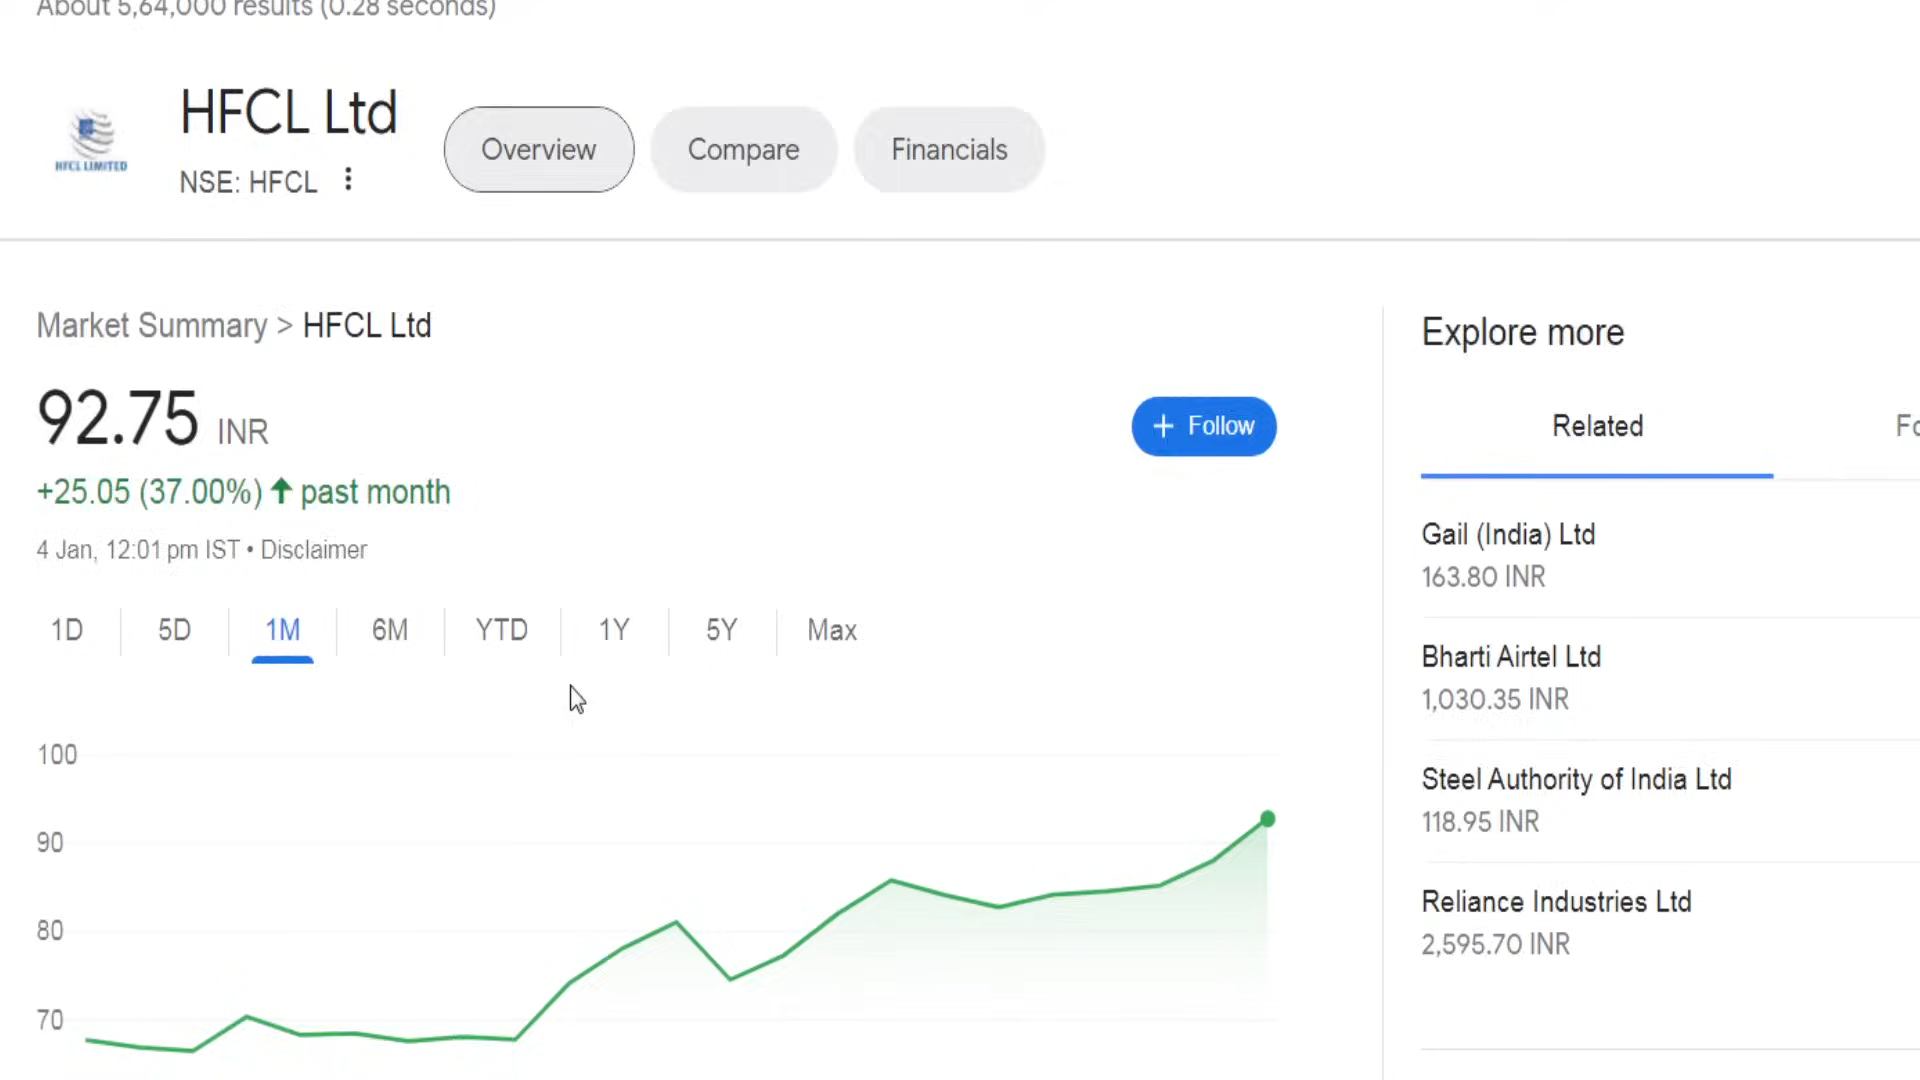 About 5,64,000 results (0.28 seconds)
HFCL LIMITED
HFCL Ltd
NSE: HFCL
Overview
Compare
Financials
Market Summary > HFCL Ltd
92.75 INR
+ Follow
+25.05 (37.00%) ↑ past month
4 Jan, 12:01 pm IST • Disclaimer
1D
5D
1M
6M
YTD
1Y
5Y
Max
100
90
80
70
Explore more
Related
Gail (India) Ltd
163.80 INR
Bharti Airtel Ltd
1,030.35 INR
Steel Authority of India Ltd
118.95 INR
Reliance Industries Ltd
2,595.70 INR